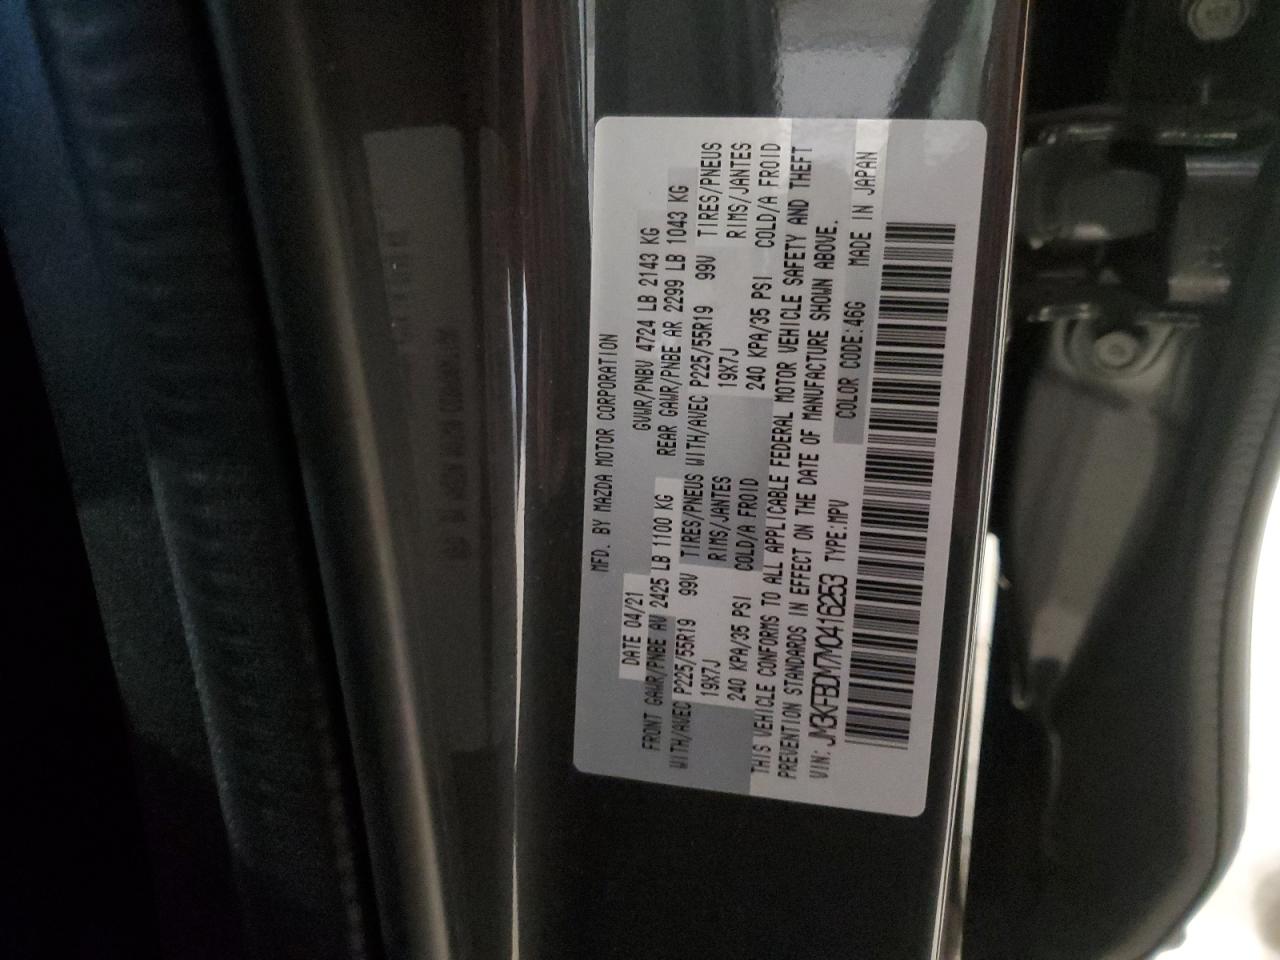 MFD. BY MAZDA MOTOR CORPORATION
DATE 04/21 GVWR/PNBV 4724 LB 2143 KG
FRONT GAWR/PNBE AV 2425 LB 1100 KG REAR GAWR/PNBE AR 2299 LB 1043 KG
WITH/AVEC P225/55R19 99V TIRES/PNEUS WITH/AVEC P225/55R19 99V TIRES/PNEUS
19X7J RIMS/JANTES 19X7J RIMS/JANTES
240 KPA/35 PSI COLD/A FROID 240 KPA/35 PSI COLD/A FROID
THIS VEHICLE CONFORMS TO ALL APPLICABLE FEDERAL MOTOR VEHICLE SAFETY AND THEFT
PREVENTION STANDARDS IN EFFECT ON THE DATE OF MANUFACTURE SHOWN ABOVE.
VIN: JM3KFBDM7M0416253 TYPE:MPV COLOR CODE:46G MADE IN JAPAN